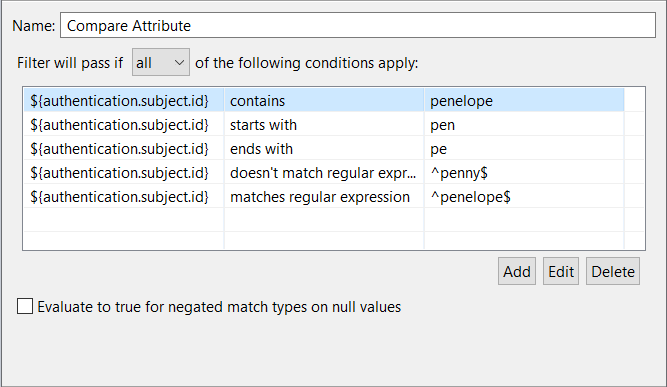 Name: Compare Attribute
Filter will pass if all of the following conditions apply:
${authentication.subject.id} contains penelope
${authentication.subject.id} starts with pen
${authentication.subject.id} ends with pe
${authentication.subject.id} doesn't match regular expr... ^penny$
${authentication.subject.id} matches regular expression ^penelope$
Add Edit Delete
Evaluate to true for negated match types on null values